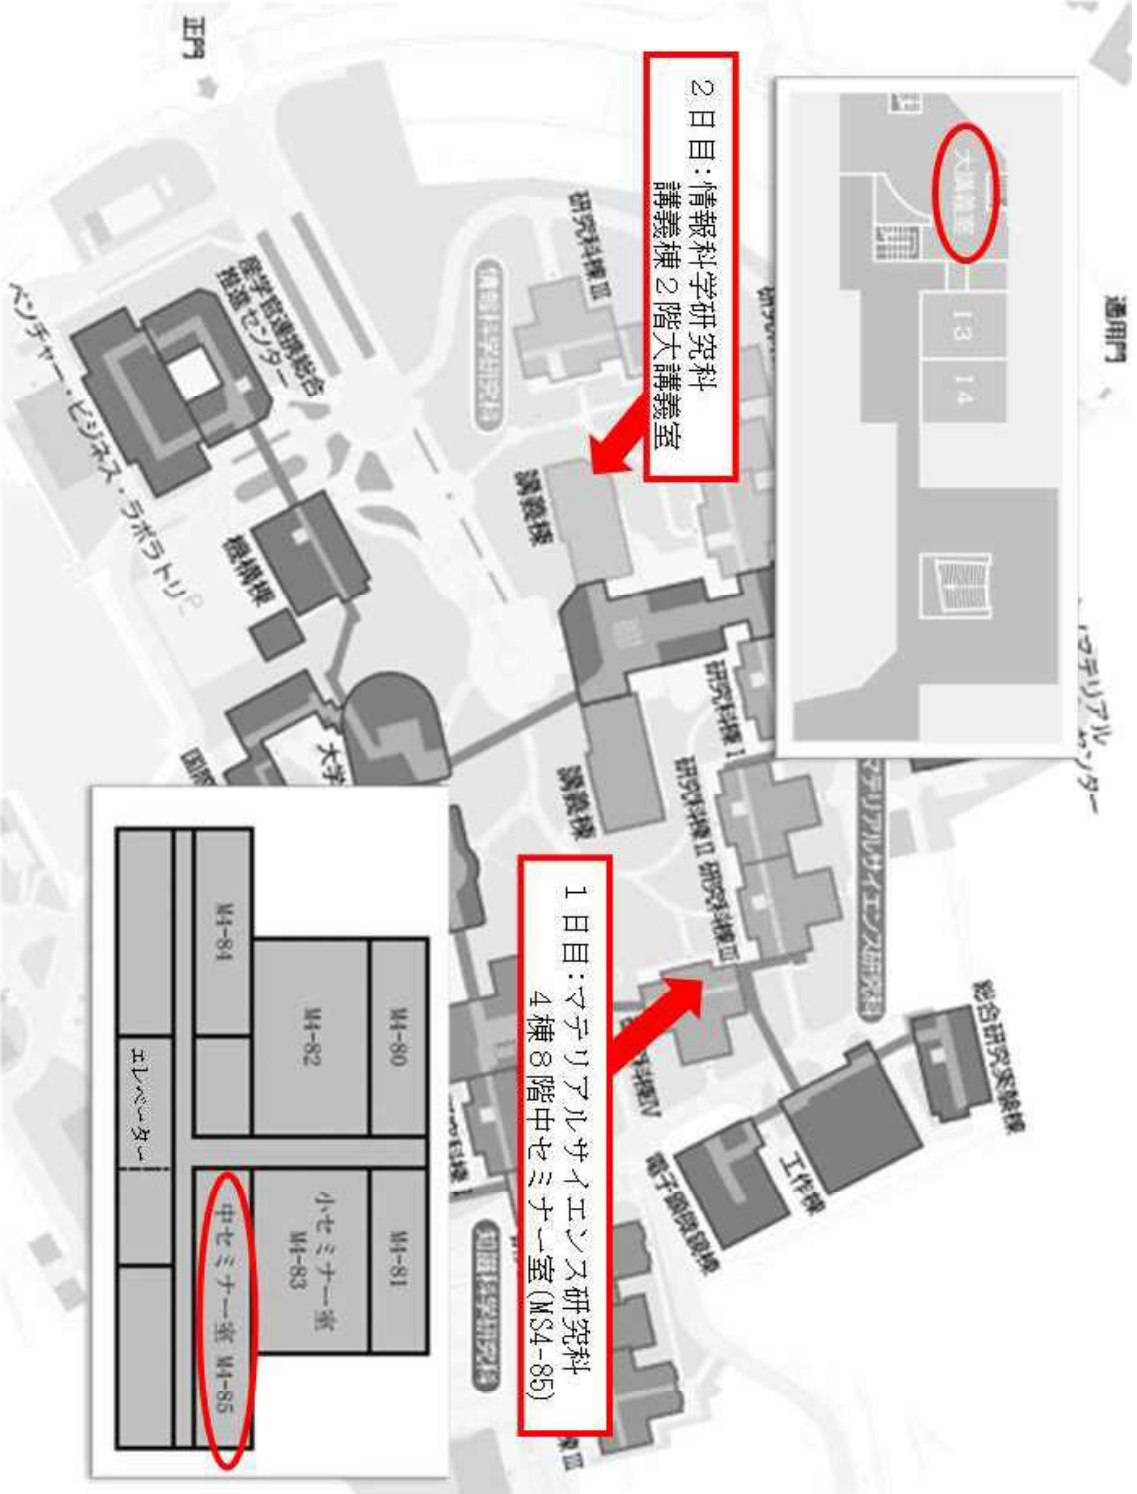 正門
通用門
2日目:情報科学研究科
講義棟2階大講義室
大講義室
13
14
研究科棟Ⅲ
情報科学研究科
産学官連携総合
推進センター
ベンチャー・ビジネス・ラボラトリー
P
機構棟
講義棟
講義棟
研究科棟Ⅰ
研究科棟Ⅱ
研究科棟Ⅲ
マテリアルサイエンス研究科
1日目:マテリアルサイエンス研究科
4棟8階中セミナー室(MS4-85)
総合研究実験棟
工作棟
電子顕微鏡棟
M4-80
M4-82
M4-84
エレベーター
M4-81
小セミナー室
M4-83
中セミナー室 M4-85